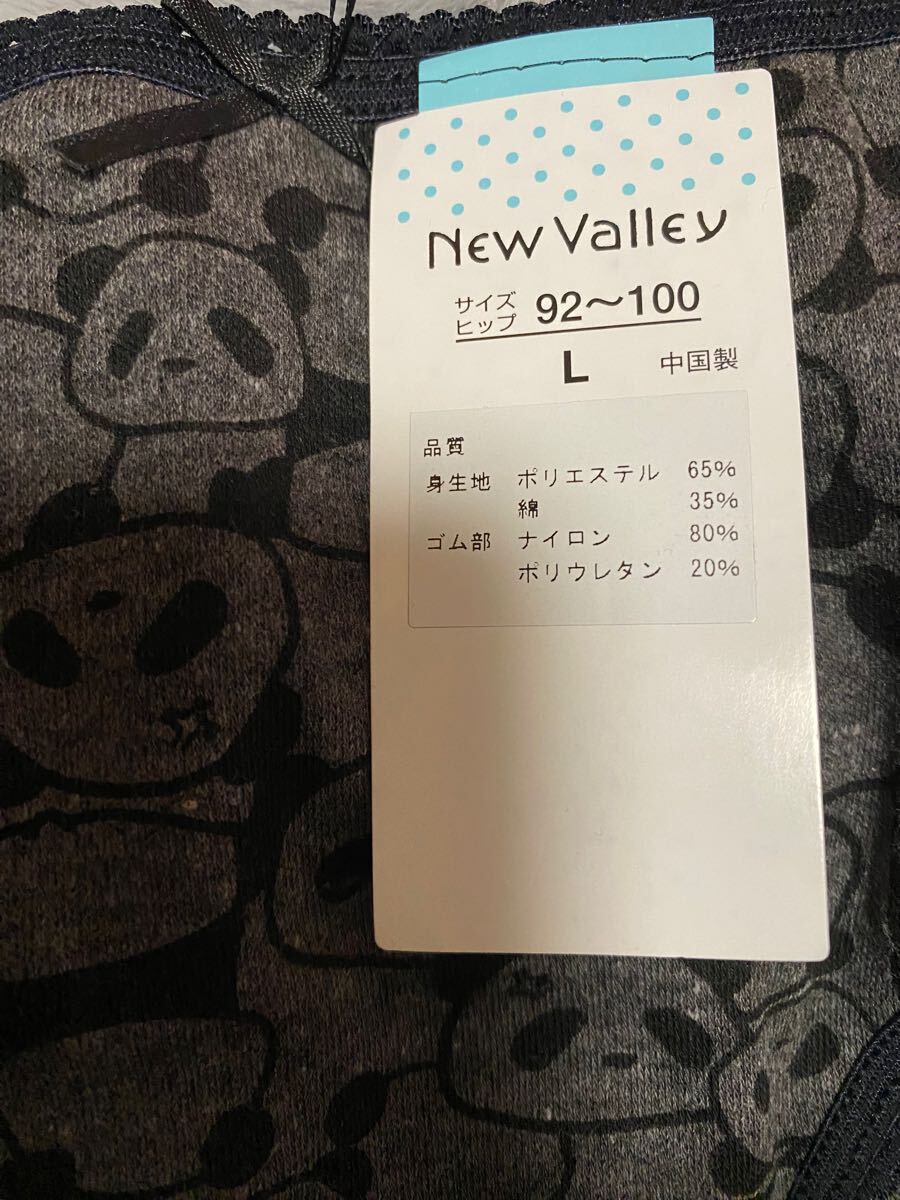 New Valley
サイズ
ヒップ 92～100
L 中国製
品質
身生地 ポリエステル 65%
綿 35%
ゴム部 ナイロン 80%
ポリウレタン 20%